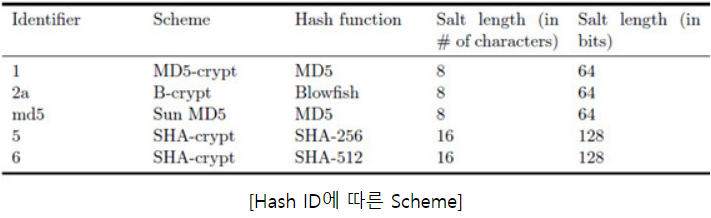 Identifier Scheme Hash function Salt length (in # of characters) Salt length (in bits)
1 MD5-crypt MD5 8 64
2a B-crypt Blowfish 8 64
md5 Sun MD5 MD5 8 64
5 SHA-crypt SHA-256 16 128
6 SHA-crypt SHA-512 16 128
[Hash ID에 따른 Scheme]